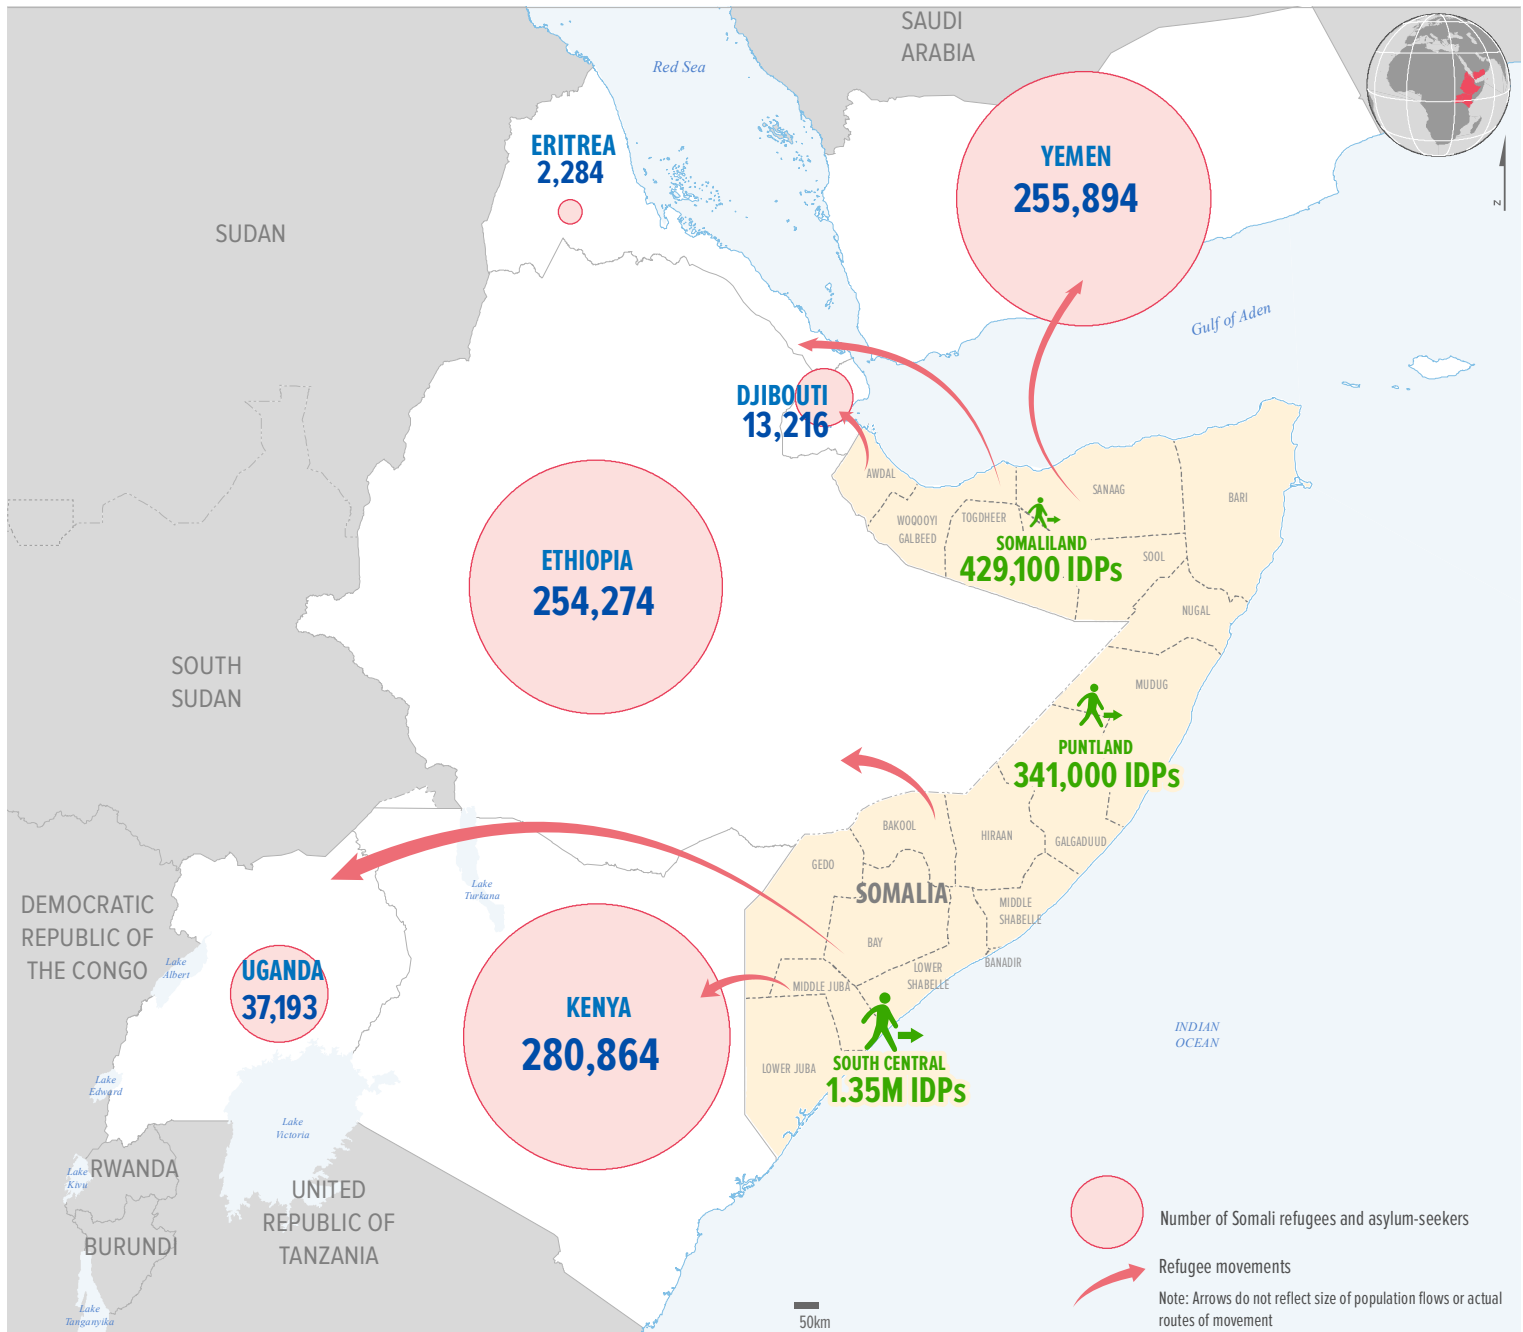 SAUDI
ARABIA
Red Sea
ERITREA
2,284
YEMEN
255,894
N
SUDAN
Gulf of Aden
DJIBOUTI
13,216
AWDAL
WOQOOYI
GALBEED
TOGDHEER
SANAAG
BARI
SOMALILAND
429,100 IDPs
SOOL
NUGAL
ETHIOPIA
254,274
SOUTH
SUDAN
MUDUG
PUNTLAND
341,000 IDPs
BAKOOL
HIRAAN
GALGADUUD
GEDO
SOMALIA
MIDDLE
SHABELLE
Lake
Turkana
DEMOCRATIC
REPUBLIC OF
THE CONGO
Lake
Albert
UGANDA
37,193
BAY
BANADIR
LOWER
SHABELLE
MIDDLE JUBA
KENYA
280,864
INDIAN
OCEAN
LOWER JUBA
SOUTH CENTRAL
1.35M IDPs
Lake
Edward
Lake
Victoria
Lake
Kivu
RWANDA
UNITED
REPUBLIC OF
TANZANIA
BURUNDI
Lake
Tanganyika
Number of Somali refugees and asylum-seekers
Refugee movements
Note: Arrows do not reflect size of population flows or actual
routes of movement
50km